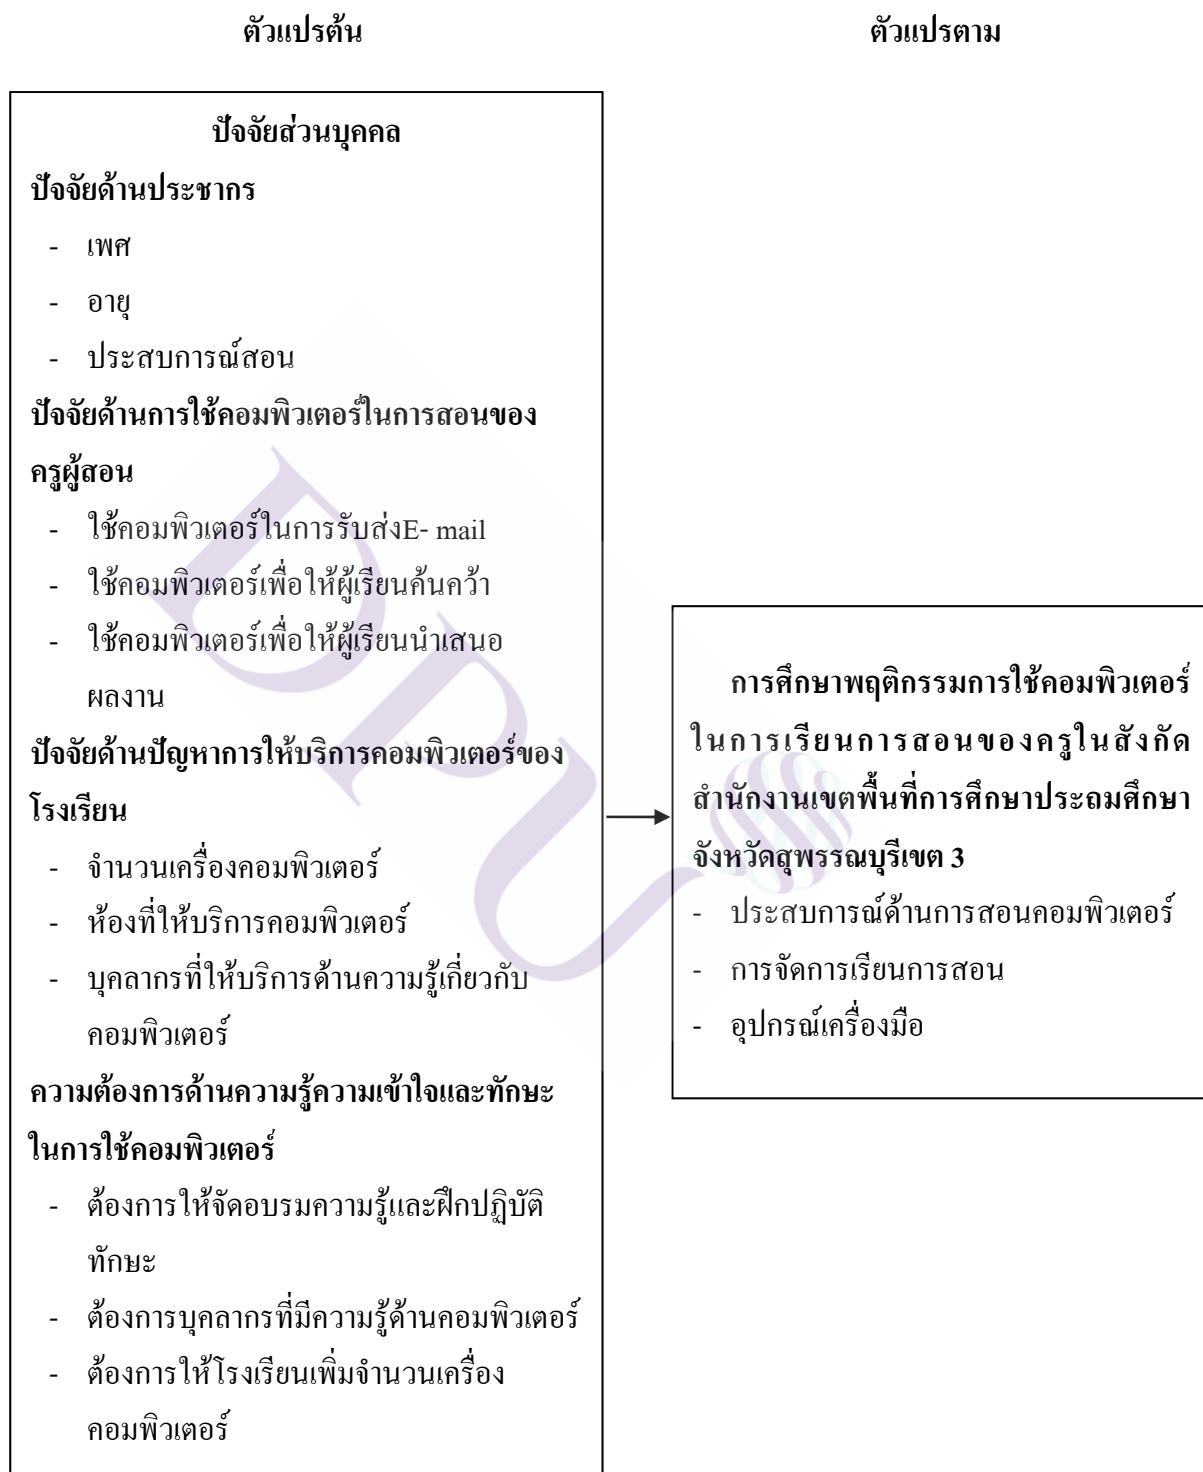 ตัวแปรต้น
ตัวแปรตาม
ปัจจัยส่วนบุคคล
ปัจจัยด้านประชากร
- เพศ
- อายุ
- ประสบการณ์สอน
ปัจจัยด้านการใช้คอมพิวเตอร์ในการสอนของ
ครูผู้สอน
- ใช้คอมพิวเตอร์ในการรับส่งE- mail
- ใช้คอมพิวเตอร์เพื่อให้ผู้เรียนค้นคว้า
- ใช้คอมพิวเตอร์เพื่อให้ผู้เรียนนำเสนอ
ผลงาน
ปัจจัยด้านปัญหาการให้บริการคอมพิวเตอร์ของ
โรงเรียน
- จำนวนเครื่องคอมพิวเตอร์
- ห้องที่ให้บริการคอมพิวเตอร์
- บุคลากรที่ให้บริการด้านความรู้เกี่ยวกับ
คอมพิวเตอร์
ความต้องการด้านความรู้ความเข้าใจและทักษะ
ในการใช้คอมพิวเตอร์
- ต้องการให้จัดอบรมความรู้และฝึกปฏิบัติ
ทักษะ
- ต้องการบุคลากรที่มีความรู้ด้านคอมพิวเตอร์
- ต้องการให้โรงเรียนเพิ่มจำนวนเครื่อง
คอมพิวเตอร์
การศึกษาพฤติกรรมการใช้คอมพิวเตอร์
ในการเรียนการสอนของครูในสังกัด
สำนักงานเขตพื้นที่การศึกษาประถมศึกษา
จังหวัดสุพรรณบุรีเขต 3
- ประสบการณ์ด้านการสอนคอมพิวเตอร์
- การจัดการเรียนการสอน
- อุปกรณ์เครื่องมือ
DPU